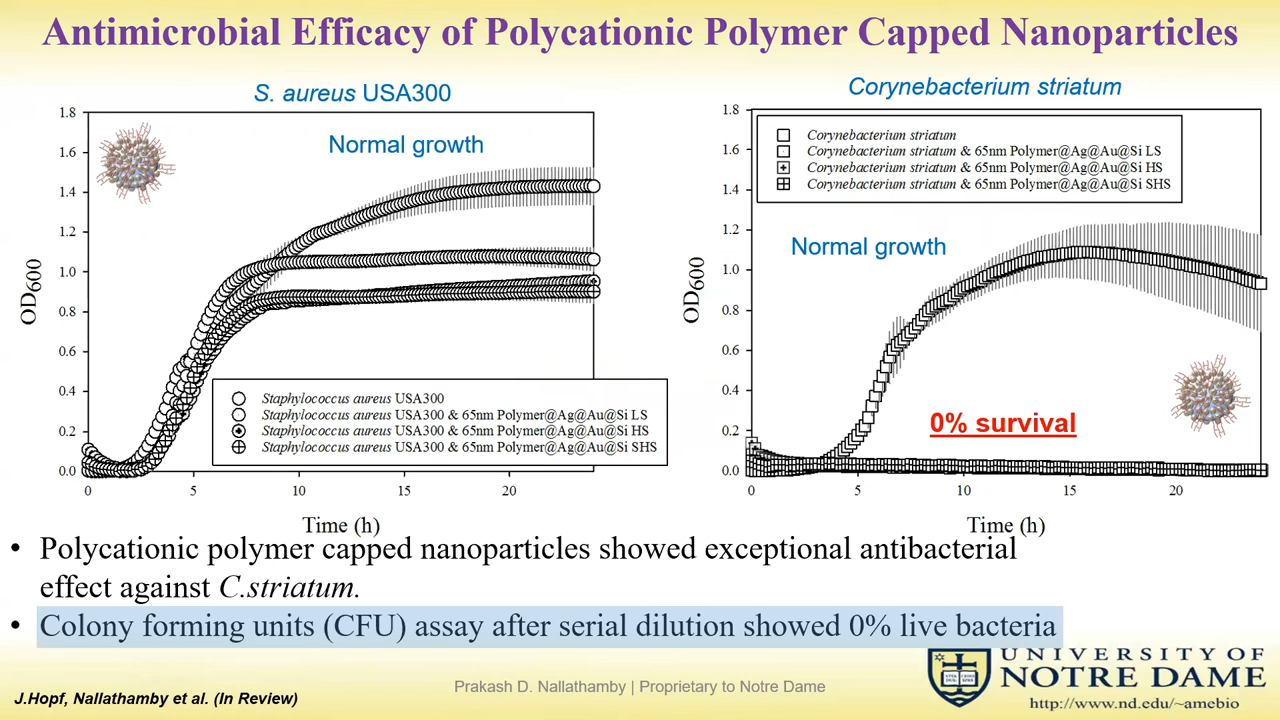 Antimicrobial Efficacy of Polycationic Polymer Capped Nanoparticles
S. aureus USA300
1.8
1.6
1.4
1.2
1.0
0.8
0.6
0.4
0.2
0.0
OD600
Normal growth
Staphylococcus aureus USA300
Staphylococcus aureus USA300 & 65nm Polymer@Ag@Au@Si LS
Staphylococcus aureus USA300 & 65nm Polymer@Ag@Au@Si HS
Staphylococcus aureus USA300 & 65nm Polymer@Ag@Au@Si SHS
0 5 10 15 20
Time (h)
Corynebacterium striatum
1.8
1.6
1.4
1.2
1.0
0.8
0.6
0.4
0.2
0.0
OD600
Corynebacterium striatum
Corynebacterium striatum & 65nm Polymer@Ag@Au@Si LS
Corynebacterium striatum & 65nm Polymer@Ag@Au@Si HS
Corynebacterium striatum & 65nm Polymer@Ag@Au@Si SHS
Normal growth
0% survival
0 5 10 15 20
Time (h)
• Polycationic polymer capped nanoparticles showed exceptional antibacterial
effect against C.striatum.
• Colony forming units (CFU) assay after serial dilution showed 0% live bacteria
J.Hopf, Nallathamby et al. (In Review)
Prakash D. Nallathamby | Proprietary to Notre Dame
UNIVERSITY OF
NOTRE DAME
http://www.nd.edu/~amebio